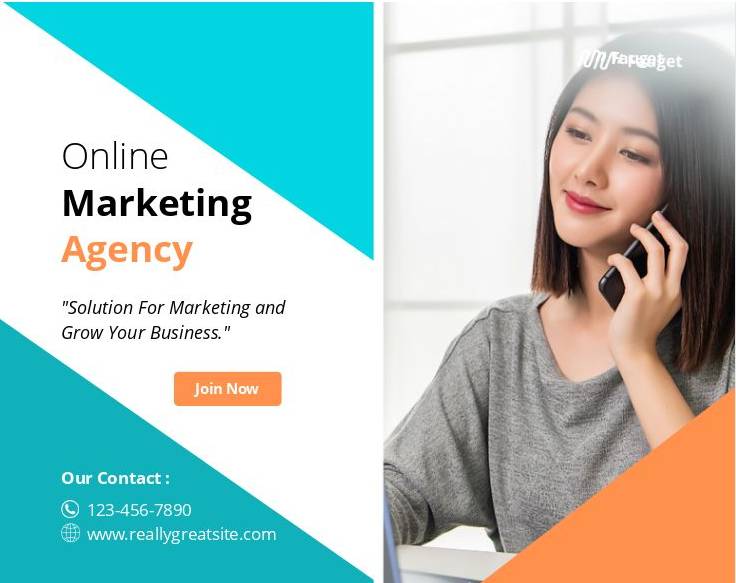 Online
Marketing
Agency
"Solution For Marketing and
Grow Your Business."
Join Now
Our Contact :
123-456-7890
www.reallygreatsite.com
Fauget